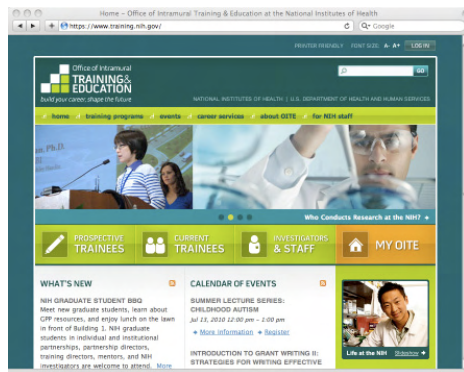 Home – Office of Intramural Training & Education at the National Institutes of Health
https://www.training.nih.gov/
Google
PRINTER FRIENDLY FONT SIZE A- A+ LOG IN
Office of Intramural
TRAINING&
EDUCATION
build your career, shape the future
GO
NATIONAL INSTITUTES OF HEALTH | U.S. DEPARTMENT OF HEALTH AND HUMAN SERVICES
home training programs events career services about OITE for NIH staff
Ph.D.
Who Conducts Research at the NIH?
PROSPECTIVE
TRAINEES
CURRENT
TRAINEES
INVESTIGATORS
& STAFF
MY OITE
WHAT'S NEW
NIH GRADUATE STUDENT BBQ
Meet new graduate students, learn about
GPP resources, and enjoy lunch on the lawn
in front of Building 1. NIH graduate
students in individual and institutional
partnerships, partnership directors,
training directors, mentors, and NIH
investigators are welcome to attend. More
CALENDAR OF EVENTS
SUMMER LECTURE SERIES:
CHILDHOOD AUTISM
Jul 13, 2010 12:00 pm – 1:00 pm
More Information Register
INTRODUCTION TO GRANT WRITING II:
STRATEGIES FOR WRITING EFFECTIVE
Life at the NIH Slideshow